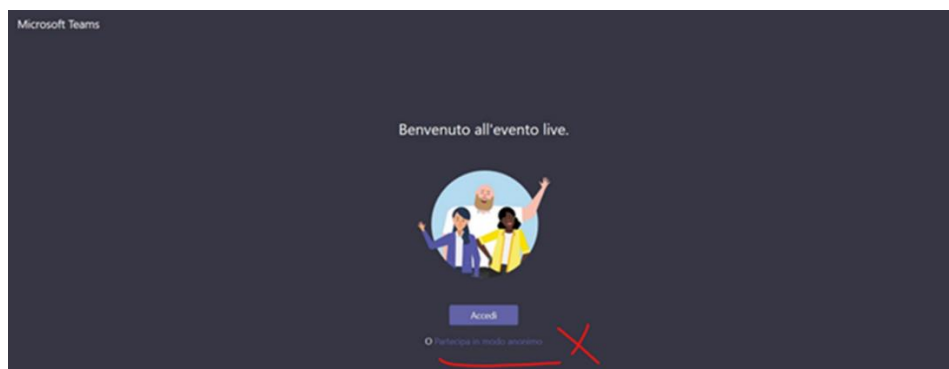 Microsoft Teams
Benvenuto all'evento live.
Accedi
O Partecipa in modo anonimo